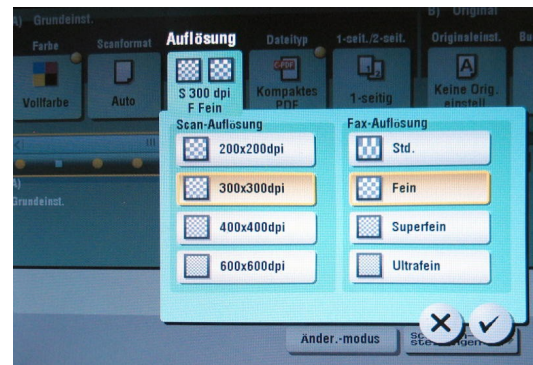 A) Grundeinst.
B) Original
Farbe
Scanformat
Auflösung
Dateityp
1-seit./2-seit.
Originaleinst.
Vollfarbe
Auto
S 300 dpi
F Fein
Kompaktes
PDF
1-seitig
Keine Orig.
einstell
Scan-Auflösung
Fax-Auflösung
200x200dpi
Std.
300x300dpi
Fein
400x400dpi
Superfein
600x600dpi
Ultrafein
A)
Grundeinst.
Änder.-modus